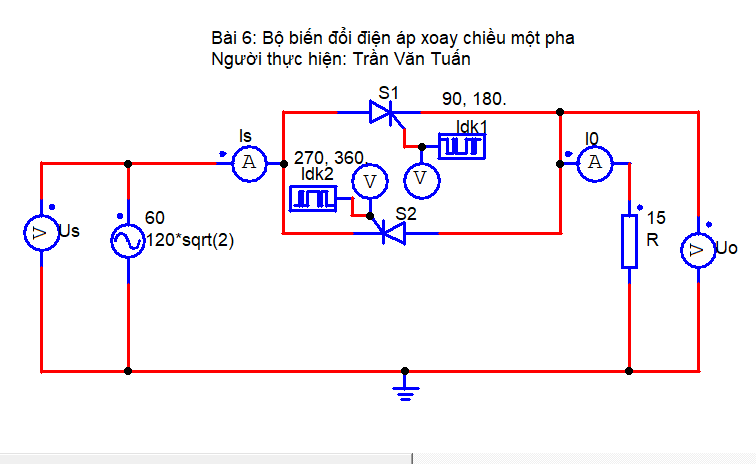 Bài 6: Bộ biến đổi điện áp xoay chiều một pha
Người thực hiện: Trần Văn Tuấn
S1
90, 180.
Is
A
Idk1
I0
A
270, 360.
Idk2
V
V
S2
V
Us
60
120*sqrt(2)
15
R
V
Uo